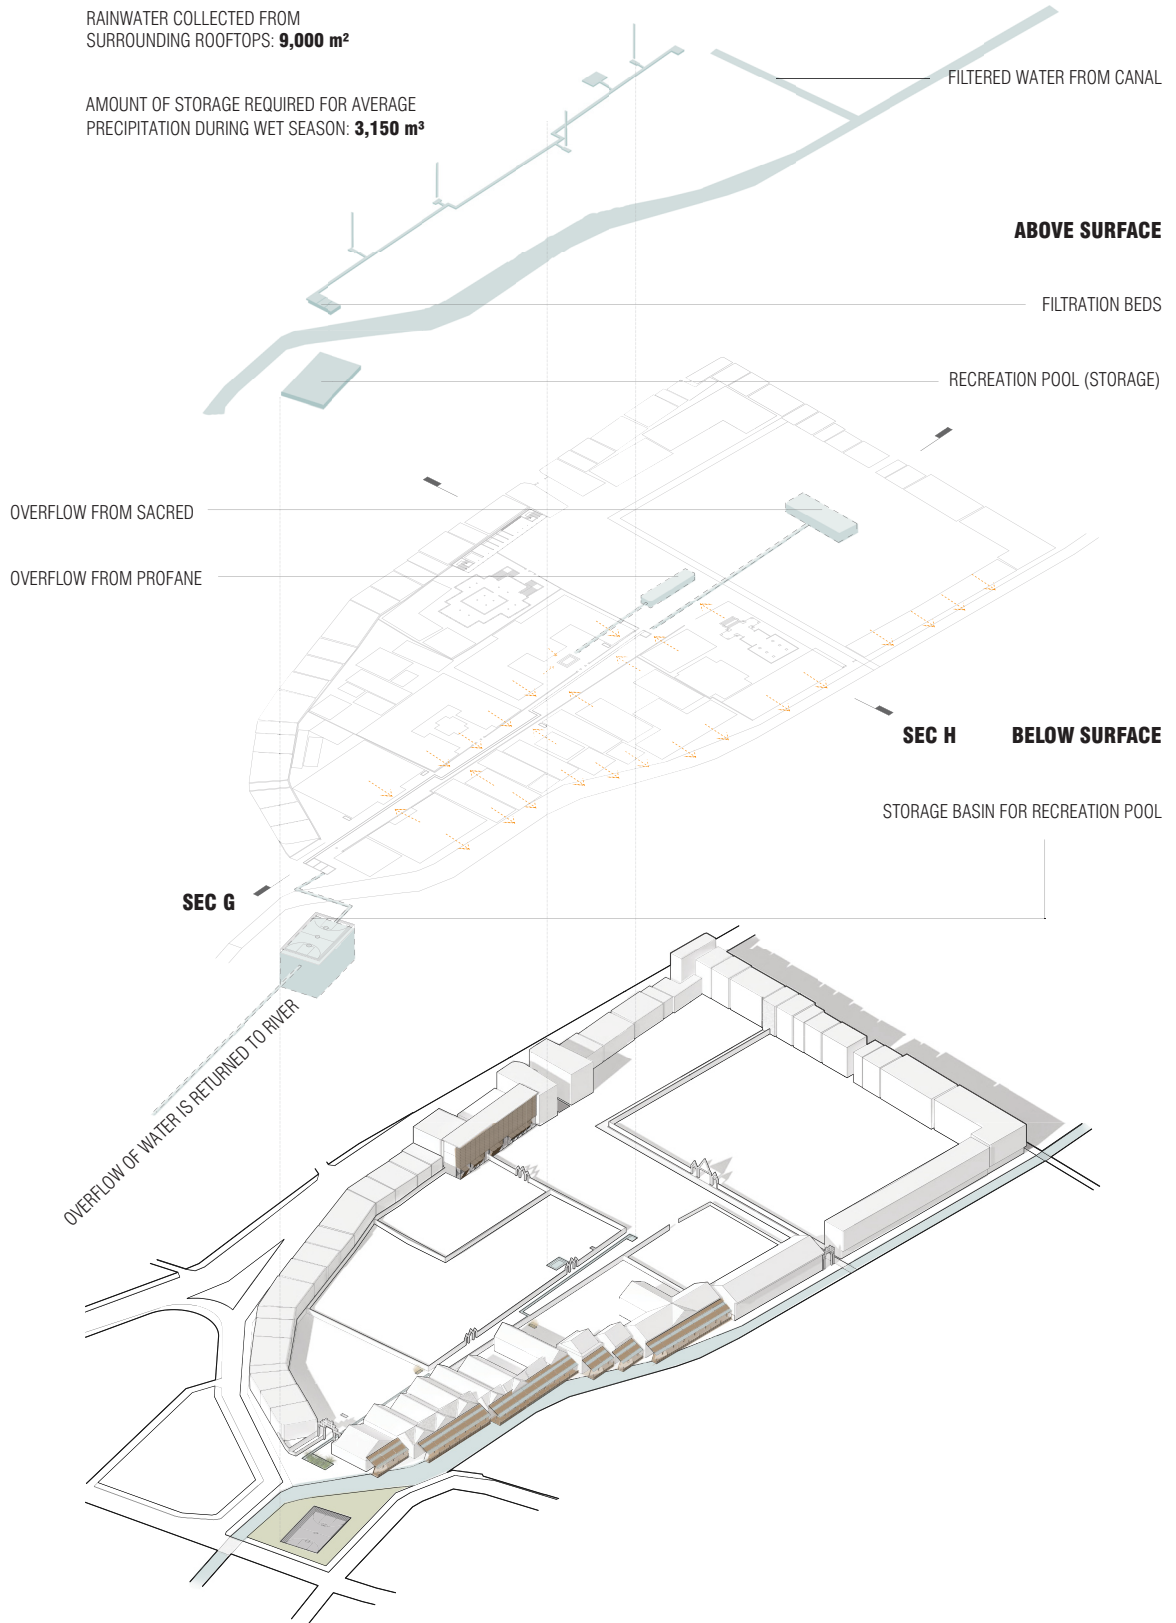 RAINWATER COLLECTED FROM
SURROUNDING ROOFTOPS: 9,000 m²
AMOUNT OF STORAGE REQUIRED FOR AVERAGE
PRECIPITATION DURING WET SEASON: 3,150 m³
FILTERED WATER FROM CANAL
ABOVE SURFACE
FILTRATION BEDS
RECREATION POOL (STORAGE)
OVERFLOW FROM SACRED
OVERFLOW FROM PROFANE
SEC H
BELOW SURFACE
STORAGE BASIN FOR RECREATION POOL
SEC G
OVERFLOW OF WATER IS RETURNED TO RIVER